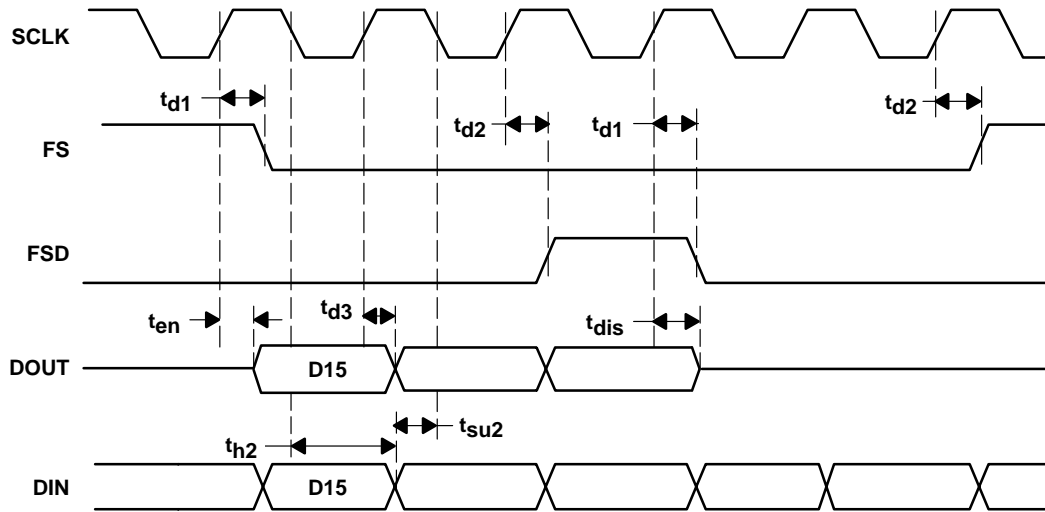 SCLK
td1
td2
td1
td2
FS
FSD
ten
td3
tdis
DOUT
D15
th2
tsu2
DIN
D15